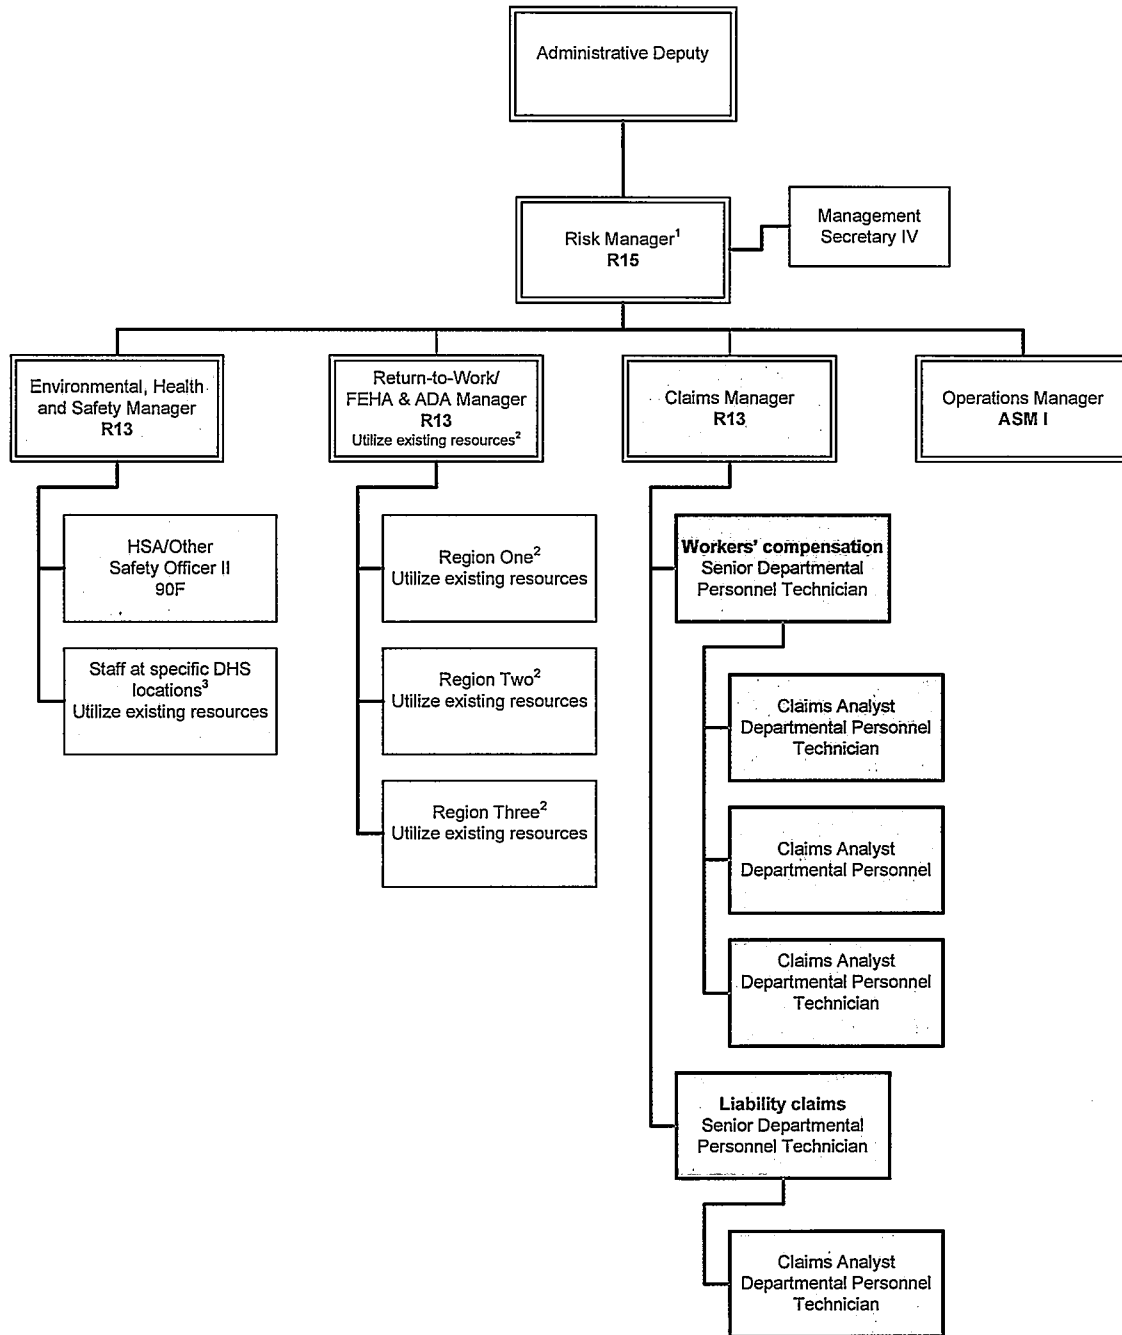 Administrative Deputy
Risk Manager¹
R15
Management
Secretary IV
Environmental, Health
and Safety Manager
R13
Return-to-Work/
FEHA & ADA Manager
R13
Utilize existing resources²
Claims Manager
R13
Operations Manager
ASM I
HSA/Other
Safety Officer II
90F
Staff at specific DHS
locations³
Utilize existing resources
Region One²
Utilize existing resources
Region Two²
Utilize existing resources
Region Three²
Utilize existing resources
Workers' compensation
Senior Departmental
Personnel Technician
Claims Analyst
Departmental Personnel
Technician
Claims Analyst
Departmental Personnel
Claims Analyst
Departmental Personnel
Technician
Liability claims
Senior Departmental
Personnel Technician
Claims Analyst
Departmental Personnel
Technician